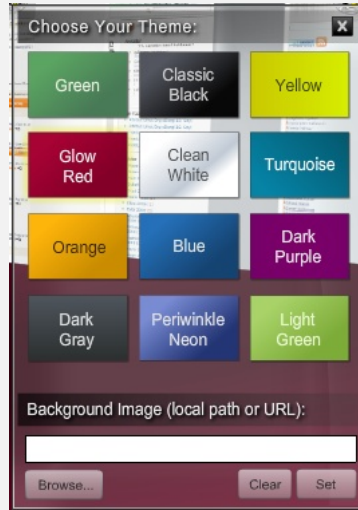 Choose Your Theme:
X
Green
Classic
Black
Yellow
Glow
Red
Clean
White
Turquoise
Orange
Blue
Dark
Purple
Dark
Gray
Periwinkle
Neon
Light
Green
Background Image (local path or URL):
Browse...
Clear
Set